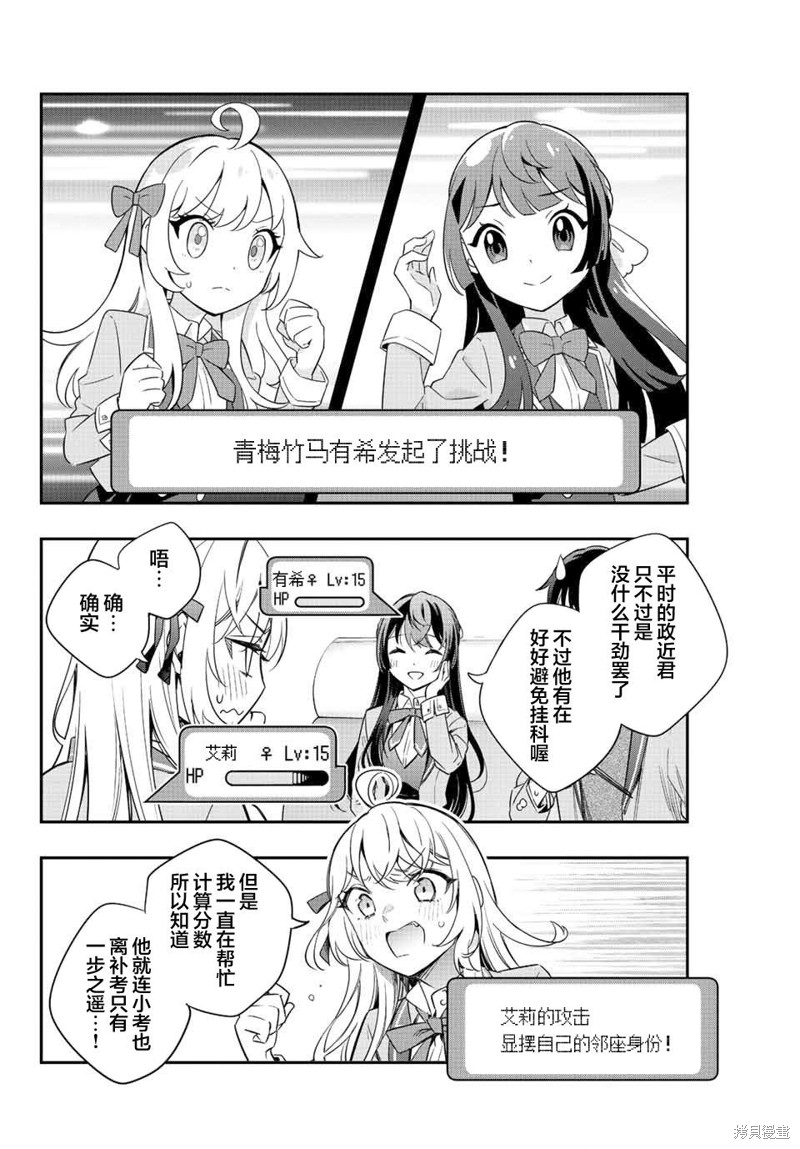 青梅竹马有希发起了挑战!
平时的政近君
只不过是
没什么干劲罢了
不过他有在
好好避免挂科喔
有希♀ Lv:15
HP
唔…
确…
确实
艾莉 ♀ Lv:15
HP
但是
我一直在帮忙
计算分数
所以知道
他就连小考也
离补考只有
一步之遥…!
艾莉的攻击
显摆自己的邻座身份!
拷貝漫畫